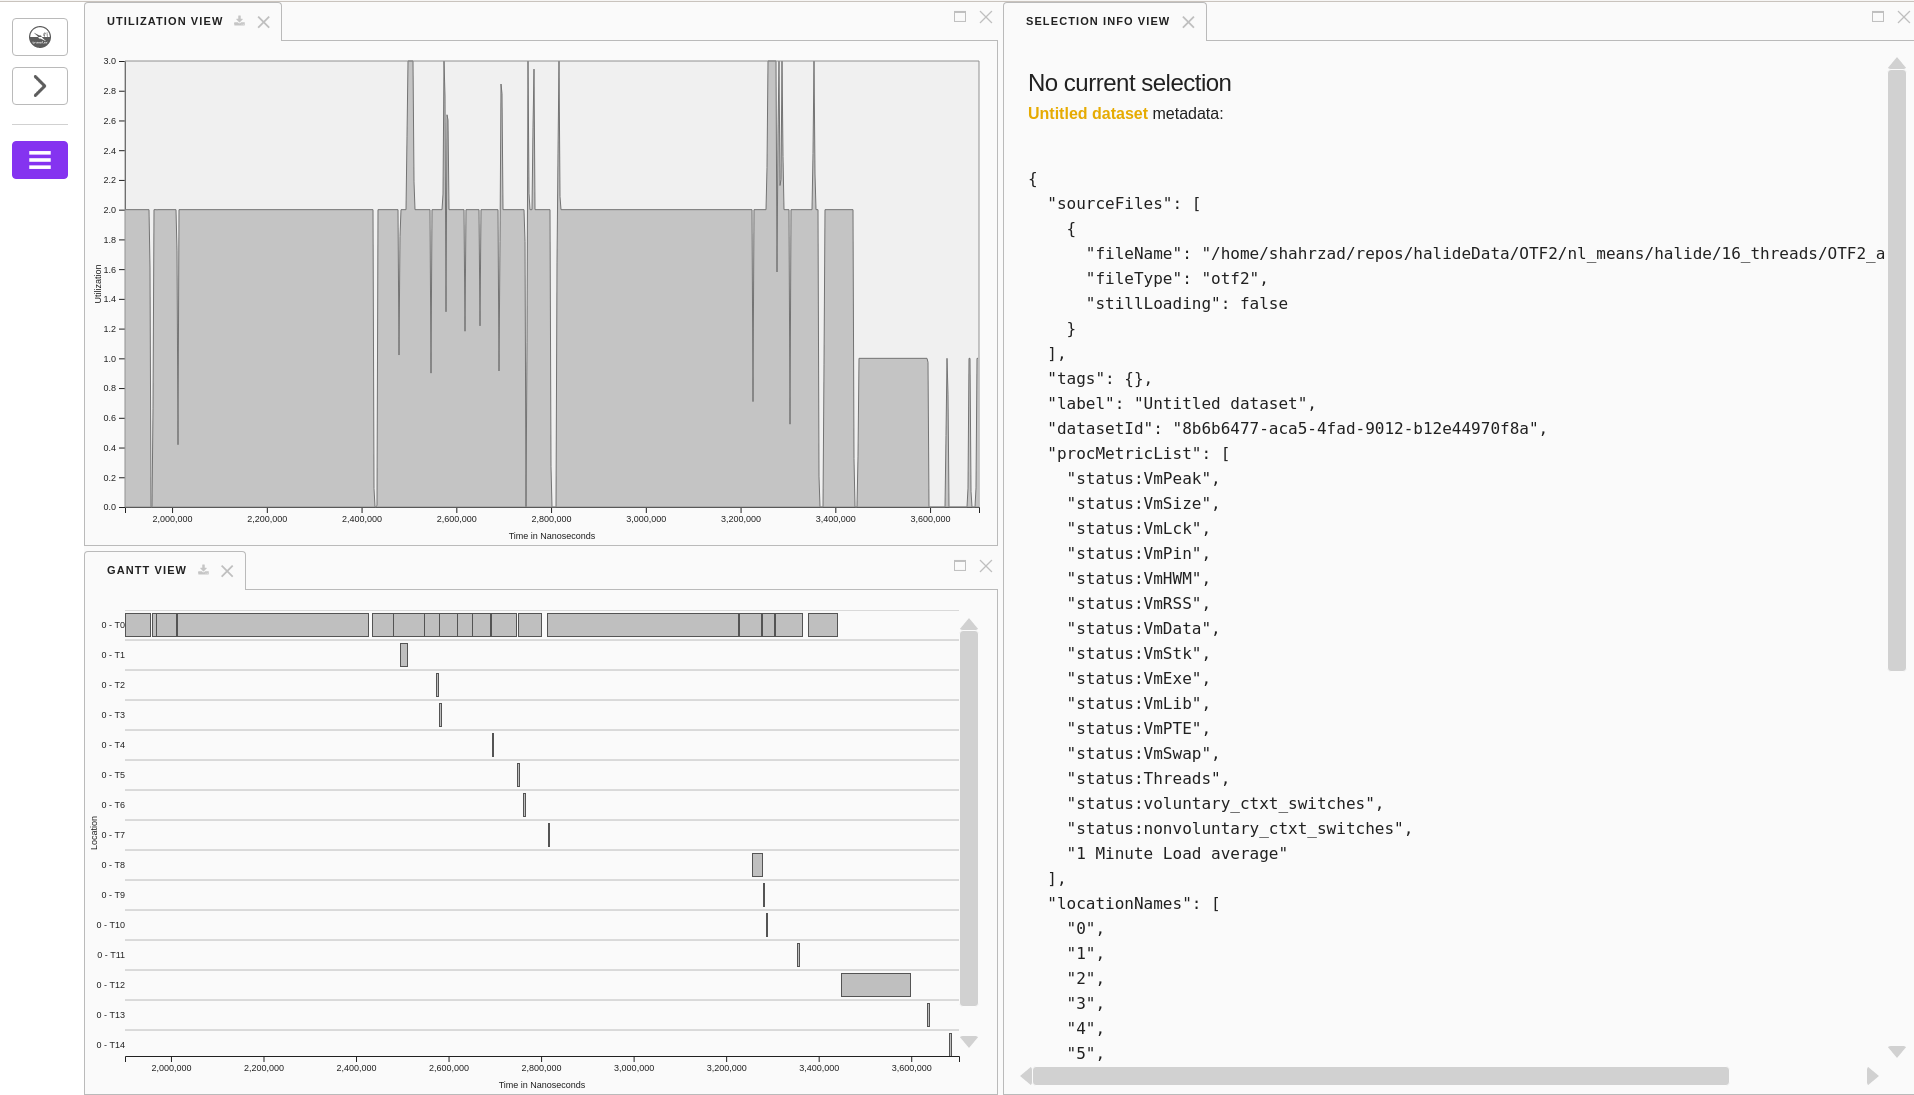 UTILIZATION VIEW
3.0
2.8
2.6
2.4
2.2
2.0
1.8
1.6
1.4
1.2
1.0
0.8
0.6
0.4
0.2
0.0
Utilization
2,000,000 2,200,000 2,400,000 2,600,000 2,800,000 3,000,000 3,200,000 3,400,000 3,600,000
Time in Nanoseconds
GANTT VIEW
0 - T0
0 - T1
0 - T2
0 - T3
0 - T4
0 - T5
0 - T6
0 - T7
0 - T8
0 - T9
0 - T10
0 - T11
0 - T12
0 - T13
0 - T14
Location
2,000,000 2,200,000 2,400,000 2,600,000 2,800,000 3,000,000 3,200,000 3,400,000 3,600,000
Time in Nanoseconds
SELECTION INFO VIEW
No current selection
Untitled dataset metadata:
{
"sourceFiles": [
{
"fileName": "/home/shahrzad/repos/halideData/OTF2/nl_means/halide/16_threads/OTF2_a
"fileType": "otf2",
"stillLoading": false
}
],
"tags": {},
"label": "Untitled dataset",
"datasetId": "8b6b6477-aca5-4fad-9012-b12e44970f8a",
"procMetricList": [
"status:VmPeak",
"status:VmSize",
"status:VmLck",
"status:VmPin",
"status:VmHWM",
"status:VmRSS",
"status:VmData",
"status:VmStk",
"status:VmExe",
"status:VmLib",
"status:VmPTE",
"status:VmSwap",
"status:Threads",
"status:voluntary_ctxt_switches",
"status:nonvoluntary_ctxt_switches",
"1 Minute Load average"
],
"locationNames": [
"0",
"1",
"2",
"3",
"4",
"5",